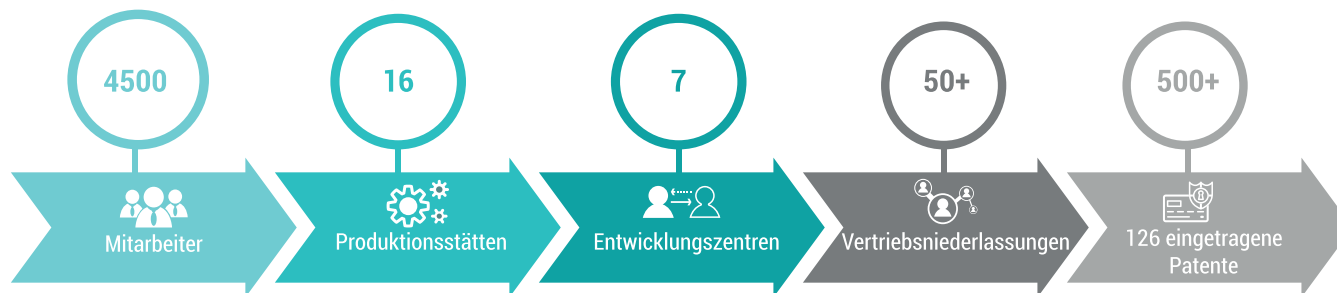 4500
16
7
50+
500+
Mitarbeiter
Produktionsstätten
Entwicklungszentren
Vertriebsniederlassungen
126 eingetragene
Patente